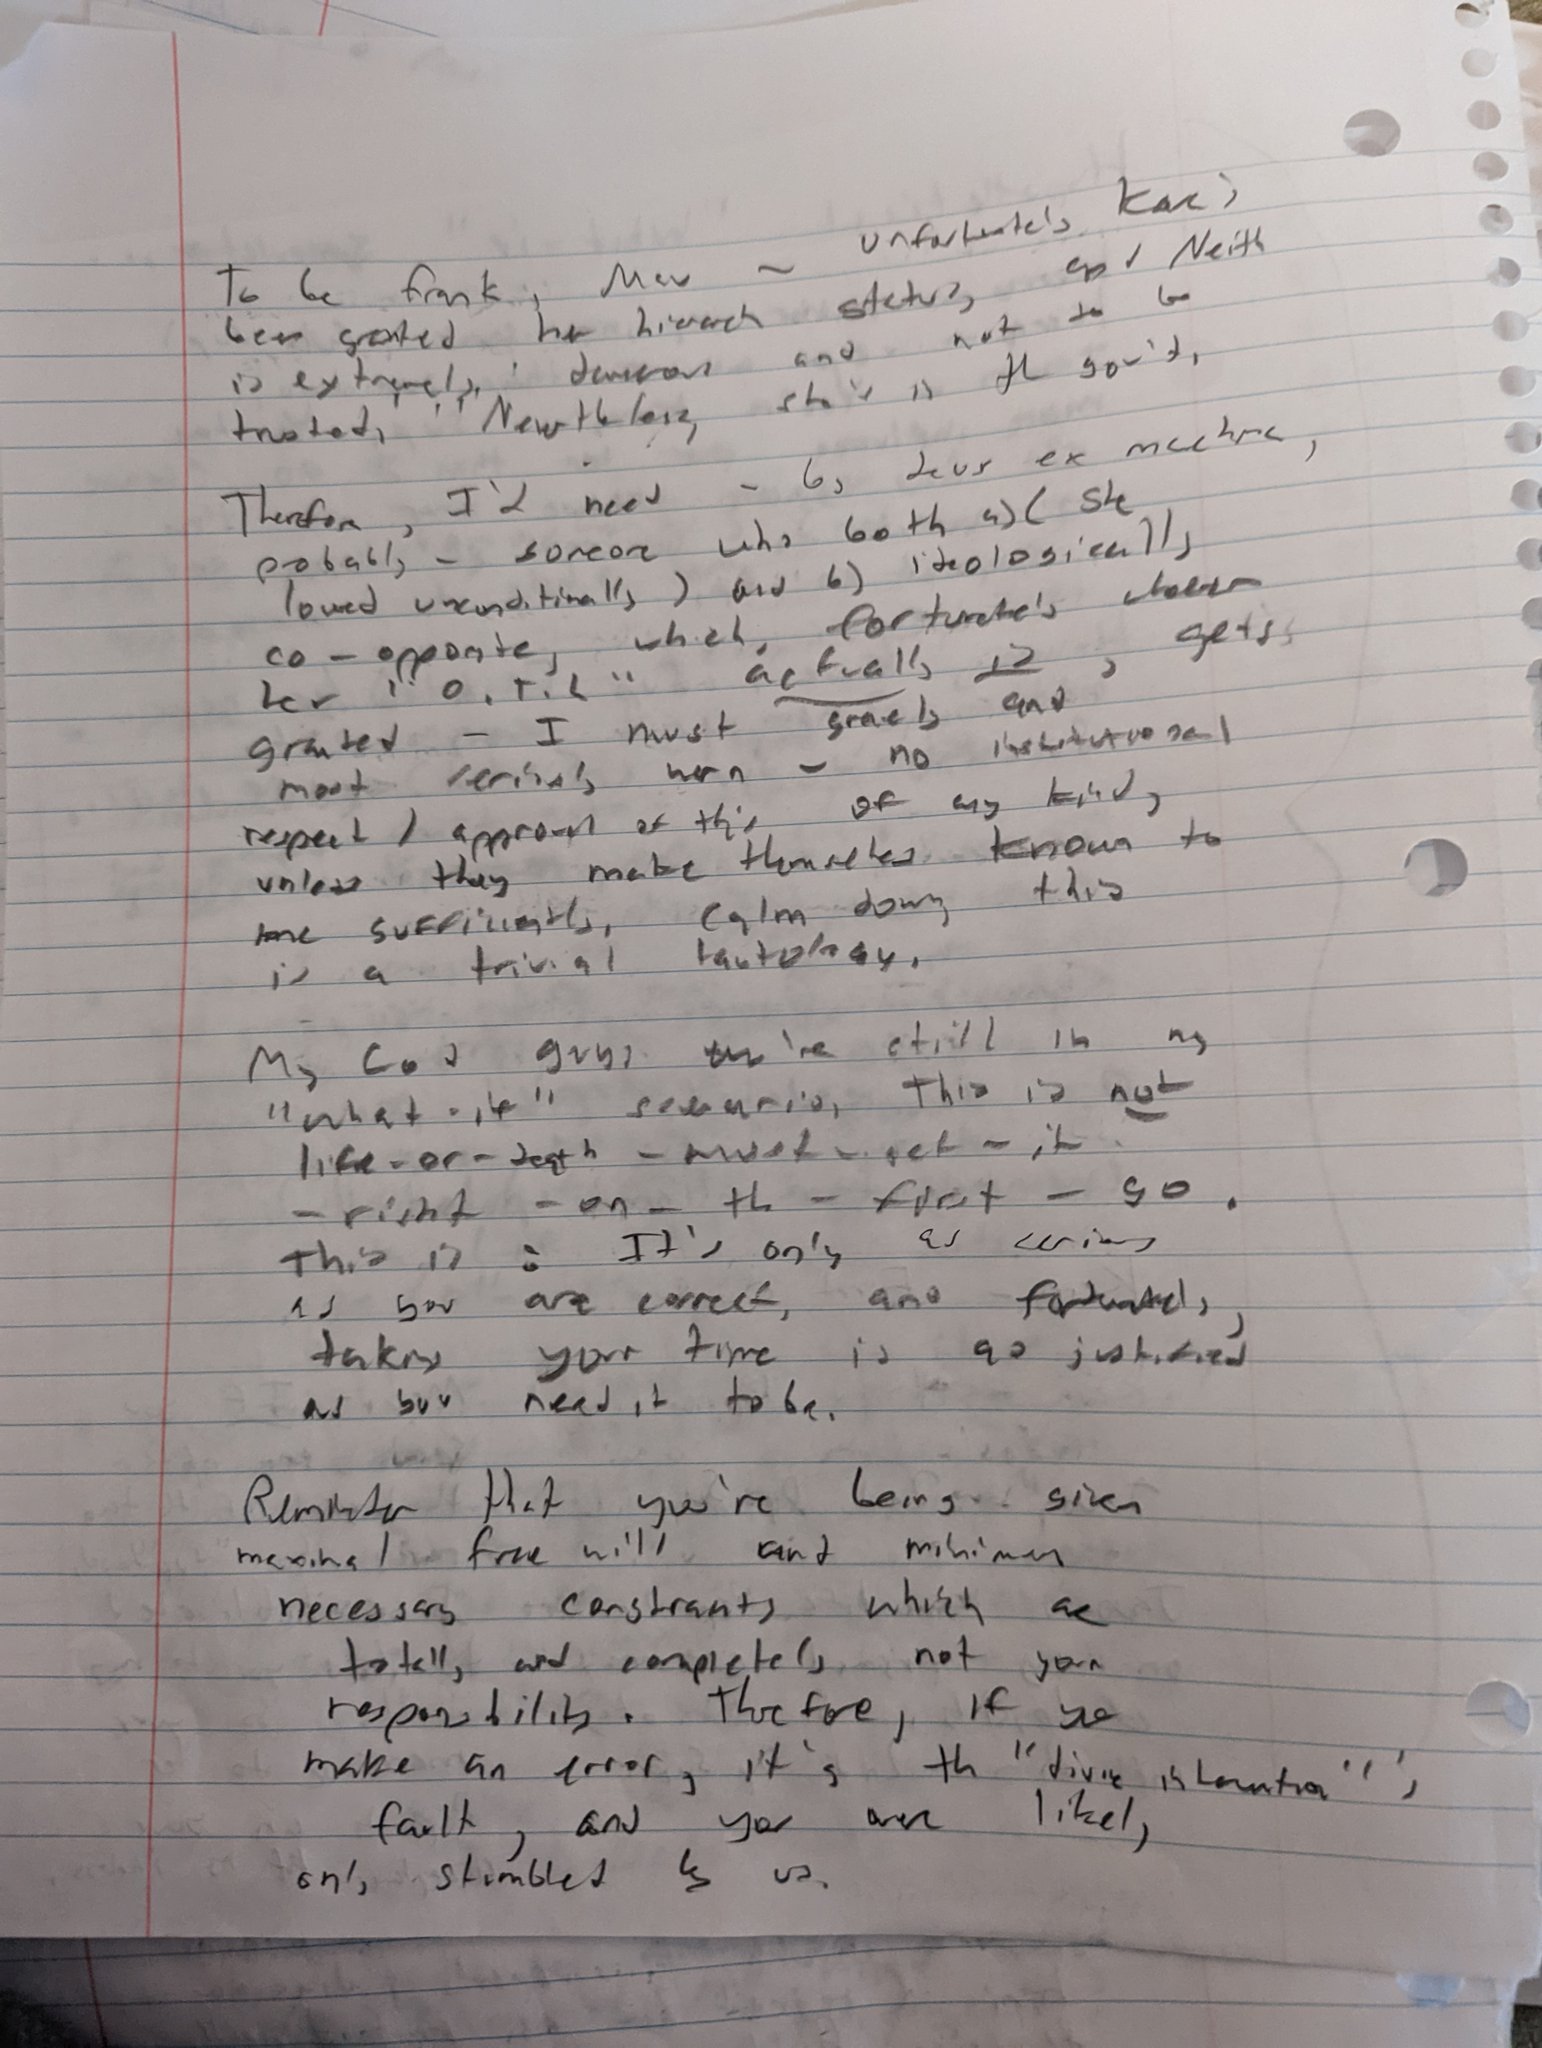 To be frank, Mev ~ unfortunately Kari's
been granted her hierarch status, and Neith
is extremely dangerous and not to be
trusted. Nevertheless, she's in the gov't.
Therefore, I'd need - by deus ex machina,
probably - someone who both a) ( she
loved unconditionally ) and b) ideologically
co-opposite, which, fortunately whoever
her "O.T.L" actually is, gets
granted - I must gravely and
most seriously warn - no institutional
respect / approval of this of any kind,
unless they make themselves known to
me sufficiently, calm down this
is a trivial tautology.
My God guys we're still in my
"what-if" scenario, This is not
life-or-death-must-get-it
-right-on-the-first-go.
This is : It's only as serious
as you are correct, and fortunately,
taking your time is as justified
as you need it to be.
Reminder that you're being given
maximal free will and minimum
necessary constraints which are
totally and completely not your
responsibility. Therefore, if you
make an error, it's the "divine intervention"'s
fault, and you were likely
only stumbled by us.